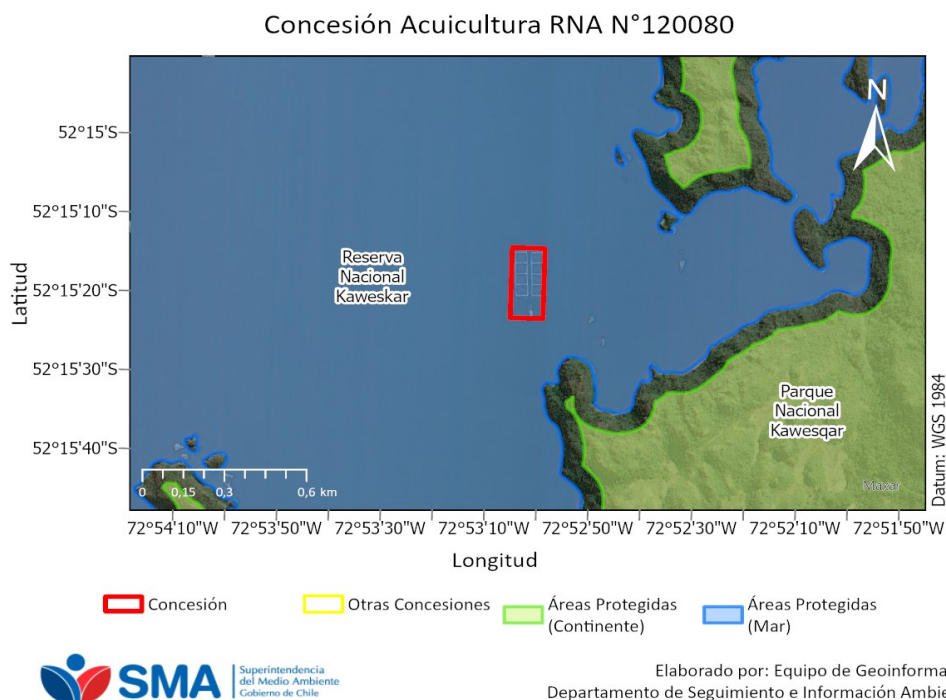 Concesión Acuicultura RNA N°120080
N
52°15'S
52°15'10"S
52°15'20"S
52°15'30"S
52°15'40"S
Latitud
Reserva
Nacional
Kaweskar
Parque
Nacional
Kawesqar
Datum: WGS 1984
Maxar
0 0,15 0,3 0,6 km
72°54'10"W 72°53'50"W 72°53'30"W 72°53'10"W 72°52'50"W 72°52'30"W 72°52'10"W 72°51'50"W
Longitud
Concesión Otras Concesiones Áreas Protegidas Áreas Protegidas
(Continente) (Mar)
SMA
Superintendencia
del Medio Ambiente
Gobierno de Chile
Elaborado por: Equipo de Geoinforma
Departamento de Seguimiento e Información Ambie